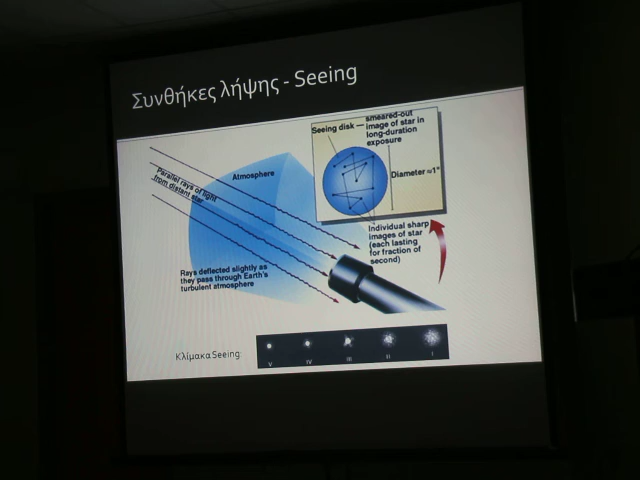 Συνθήκες λήψης - Seeing
Seeing disk — smeared-out
image of star in
long-duration
exposure
Atmosphere
Diameter ≈1"
Parallel rays of light
from distant star
Individual sharp
images of star
(each lasting
for fraction of
second)
Rays deflected slightly as
they pass through Earth's
turbulent atmosphere
Κλίμακα Seeing:
V IV III II I